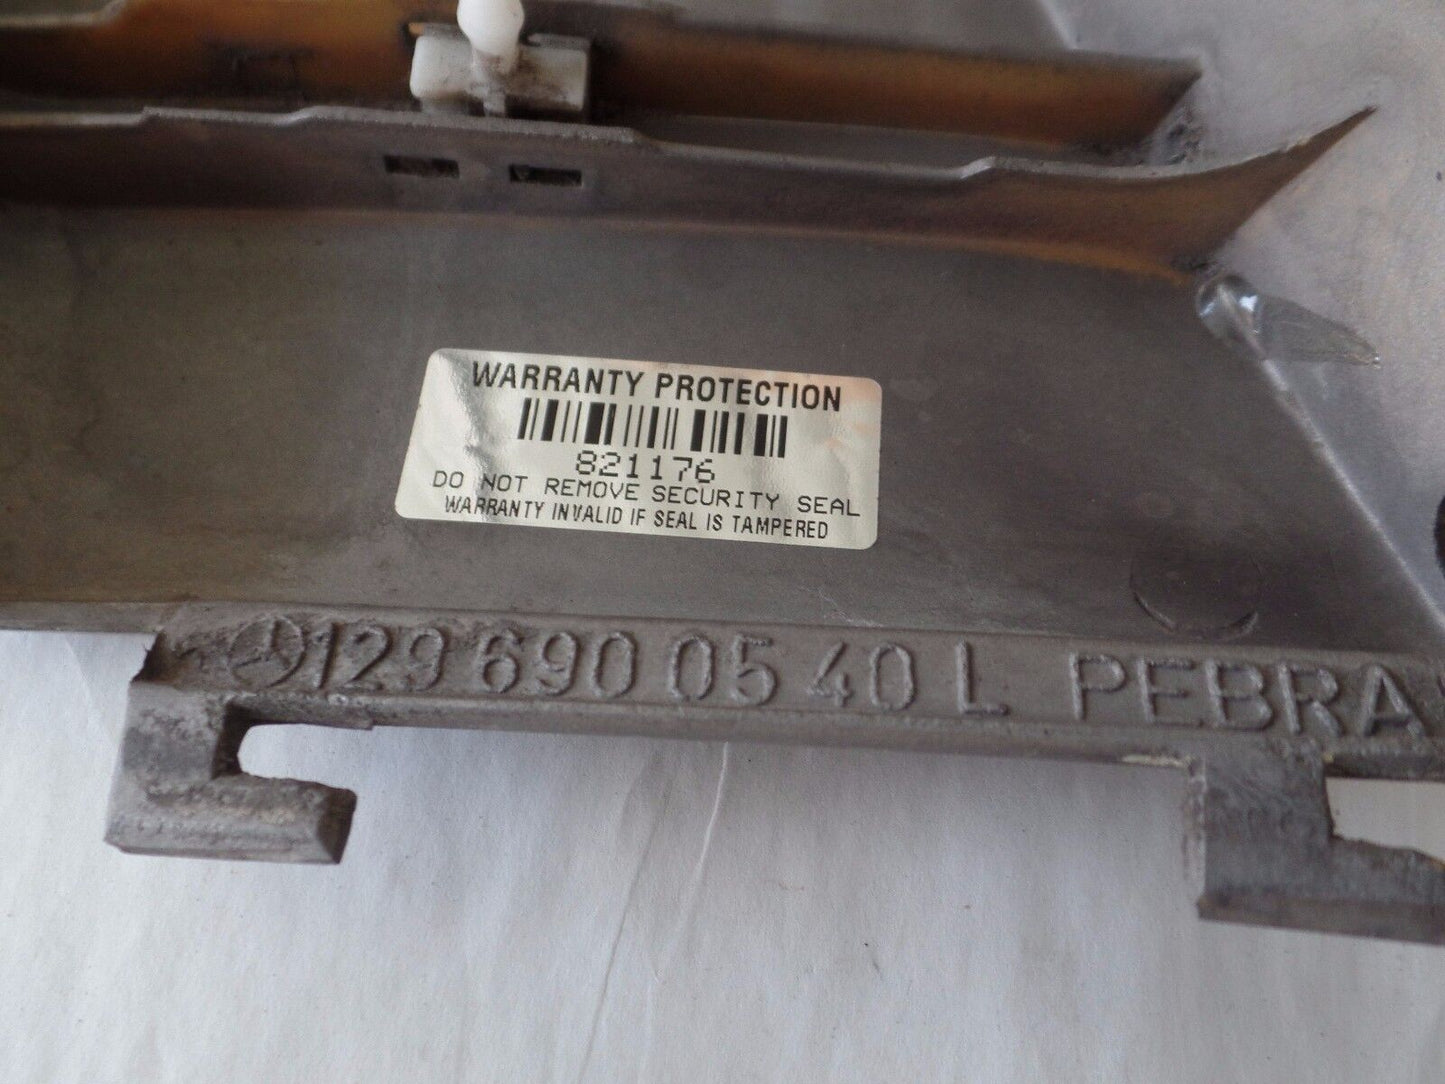 WARRANTY PROTECTION
821176
DO NOT REMOVE SECURITY SEAL
WARRANTY INVALID IF SEAL IS TAMPERED
129 690 05 40 L PEBRA